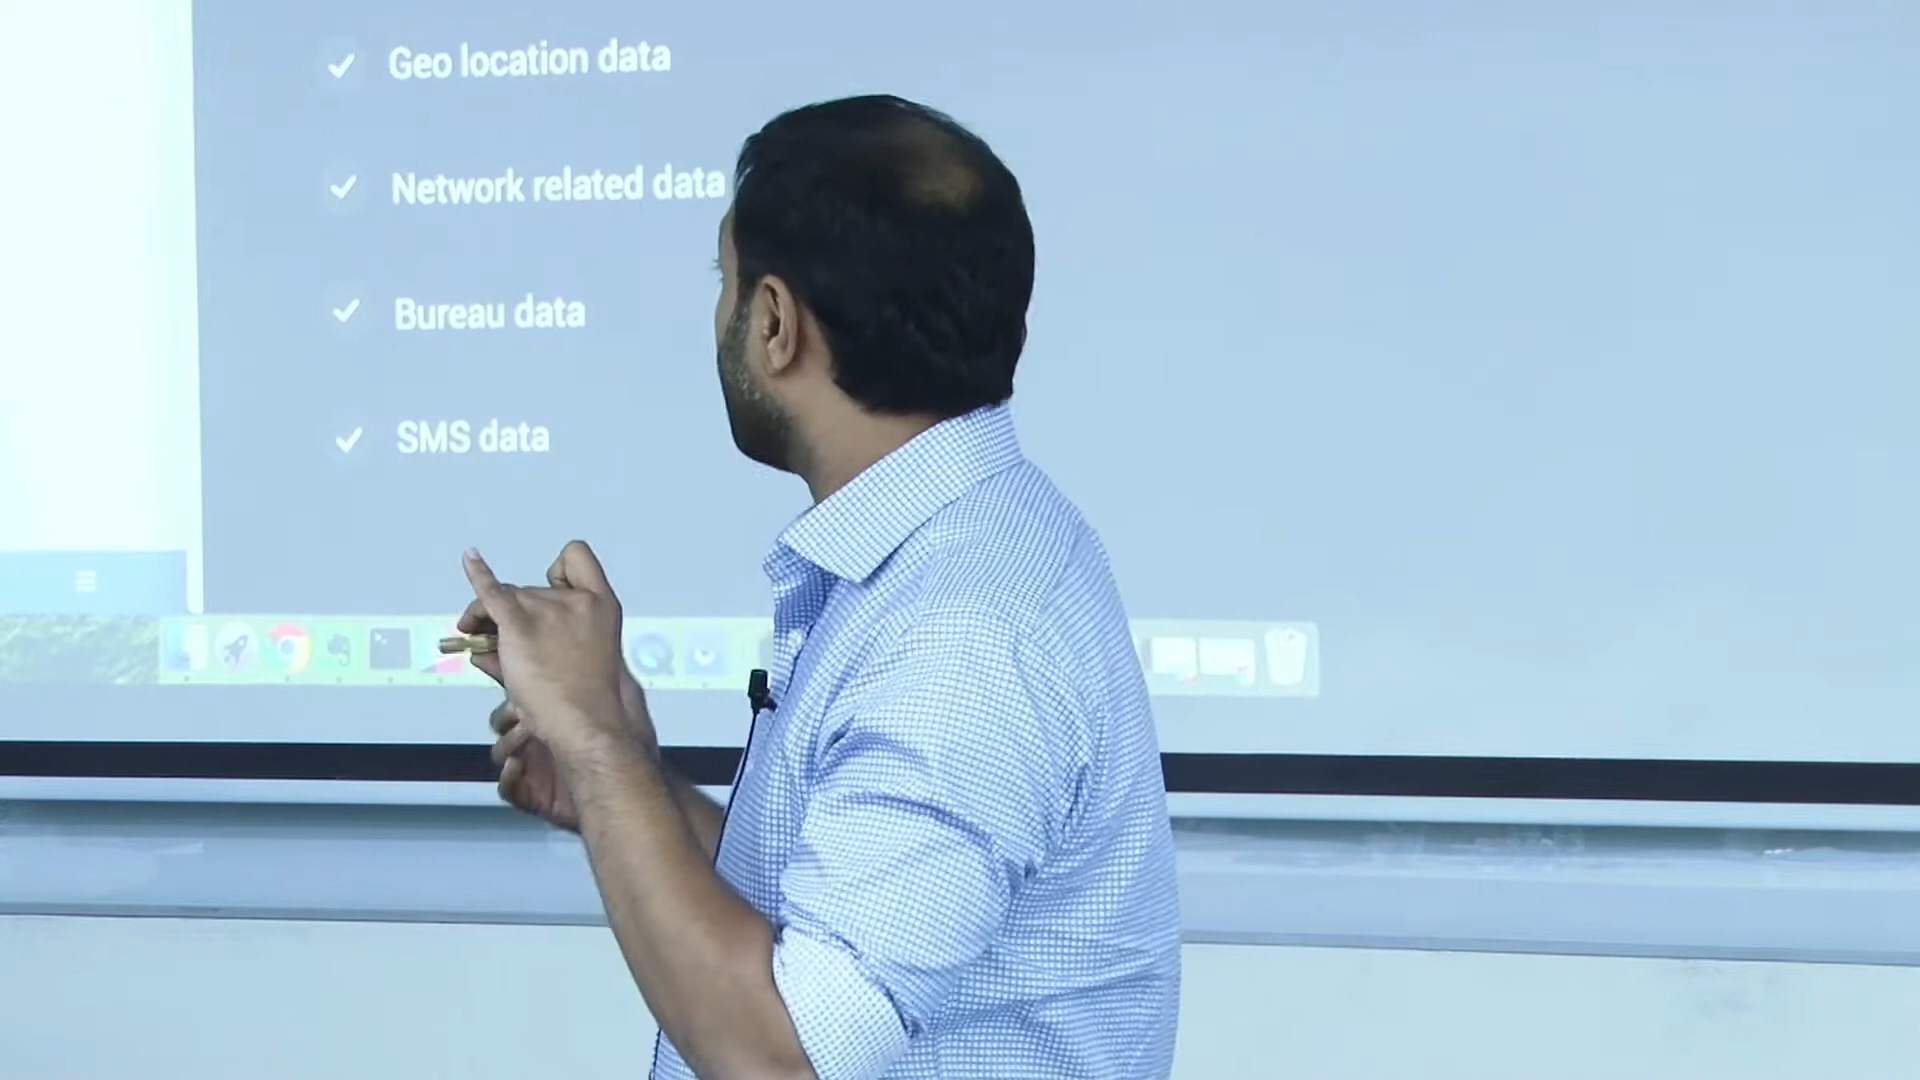 Geo location data
Network related data
Bureau data
SMS data